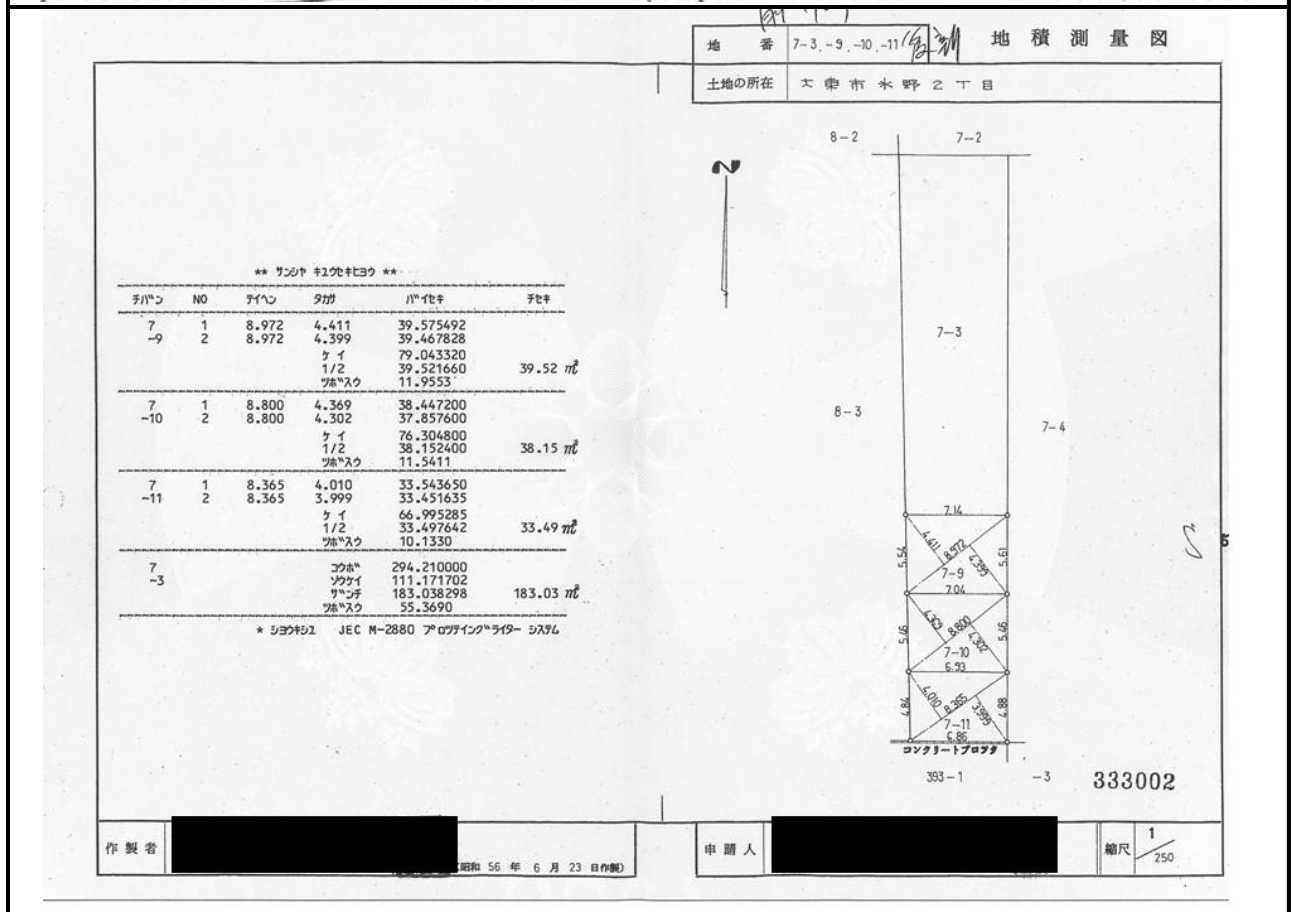 地 番 7-3, -9, -10, -11
地積測量図
土地の所在 大東市氷野2丁目
** サンシヤ キユウセキヒヨウ **
チバン NO テイヘン タカサ バイセキ チセキ
7 1 8.972 4.411 39.575492
-9 2 8.972 4.399 39.467828
ケイ 79.043320
1/2 39.521660 39.52 ㎡
ツボスウ 11.9553
7 1 8.800 4.369 38.447200
-10 2 8.800 4.302 37.857600
ケイ 76.304800
1/2 38.152400 38.15 ㎡
ツボスウ 11.5411
7 1 8.365 4.010 33.543650
-11 2 8.365 3.999 33.451635
ケイ 66.995285
1/2 33.497642 33.49 ㎡
ツボスウ 10.1330
7 コウボ 294.210000
-3 ソウケイ 111.171702
ザンチ 183.038298 183.03 ㎡
ツボスウ 55.3690
* シヨウキシユ JEC M-2880 プロツテイングライター システム
8-2 7-2
7-3
8-3
7-4
7.14
5.54 4.411 8.972 4.399 5.61
7-9
7.04
5.46 4.369 8.800 4.302 5.46
7-10
6.93
4.84 4.010 8.365 3.999 4.88
7-11
6.86
コンクリートブロック
393-1 -3
333002
作製者
昭和 56 年 6 月 23 日作製)
申請人
縮尺 1/250